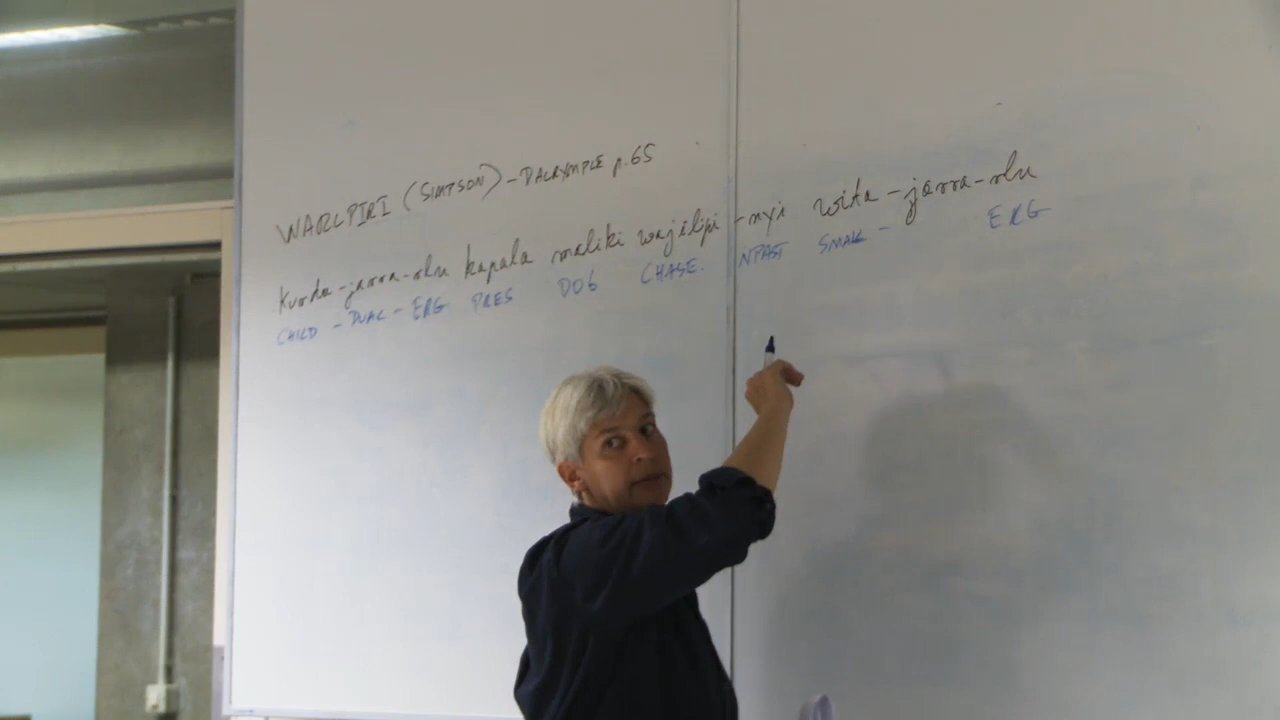 WARLPIRI (SIMPSON) - DALRYMPLE p.65
Kurdu-jarra-rlu kapala maliki wajilipi -nyi wita-jarra-rlu
CHILD - DUAL - ERG PRES DOG CHASE. NPAST SMALL - ERG